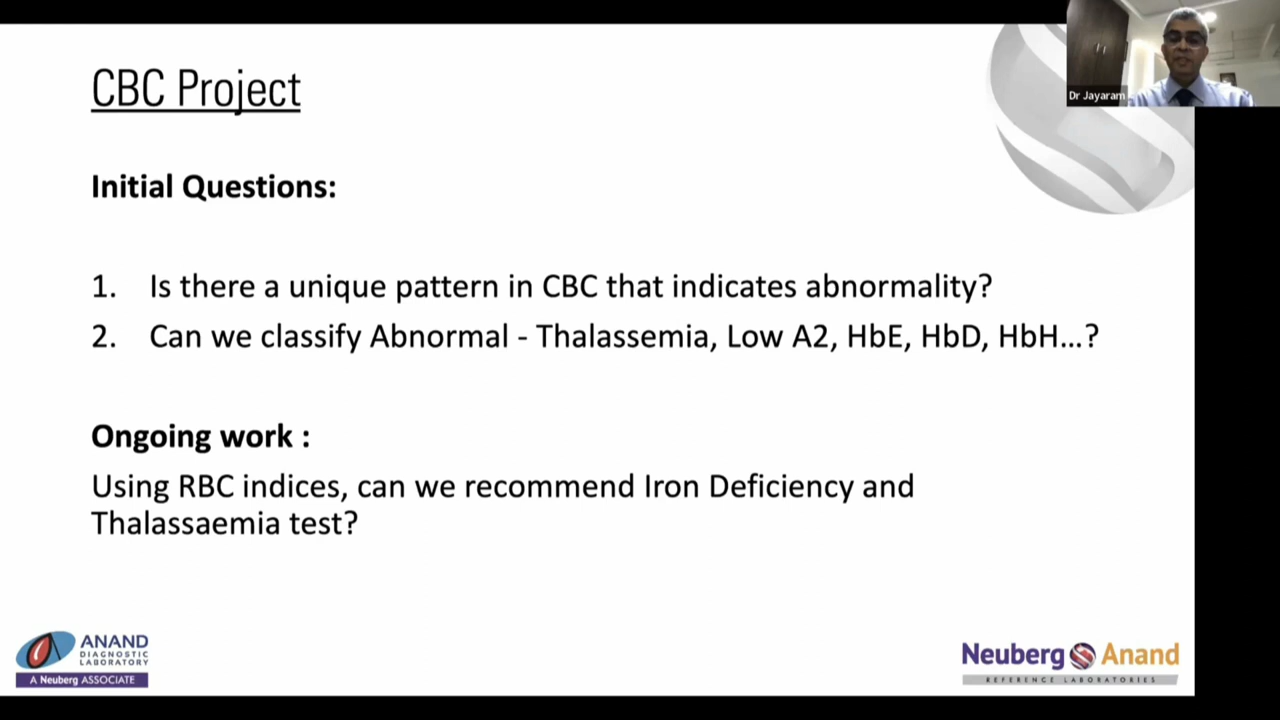 CBC Project
Dr Jayaram
Initial Questions:
1. Is there a unique pattern in CBC that indicates abnormality?
2. Can we classify Abnormal - Thalassemia, Low A2, HbE, HbD, HbH...?
Ongoing work :
Using RBC indices, can we recommend Iron Deficiency and
Thalassaemia test?
ANAND
DIAGNOSTIC
LABORATORY
A Neuberg ASSOCIATE
Neuberg Anand
REFERENCE LABORATORIES